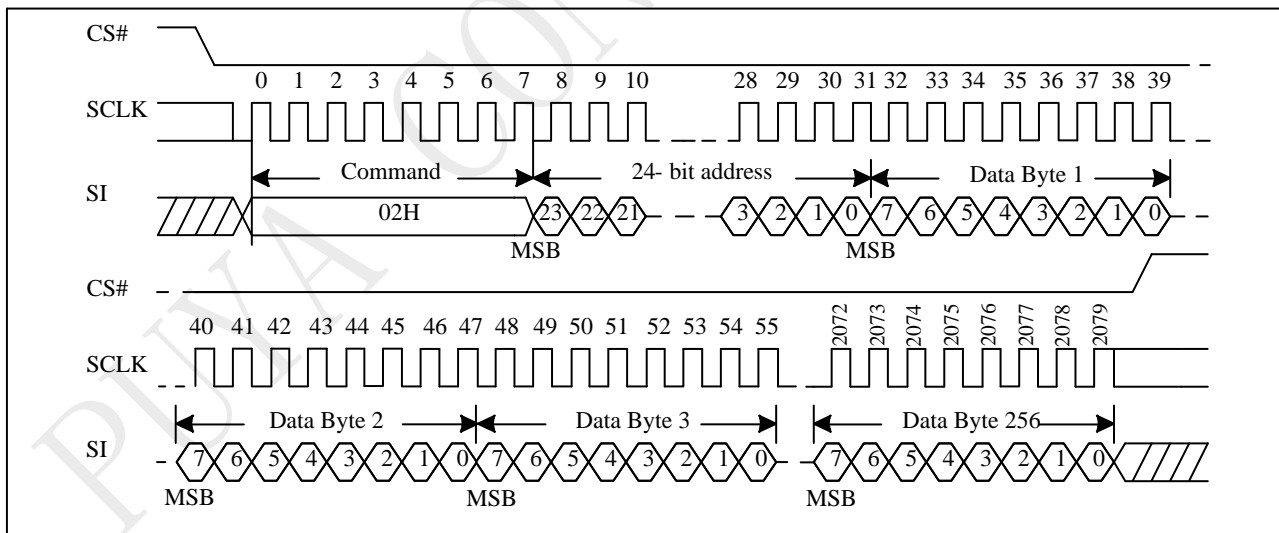 CS#
0 1 2 3 4 5 6 7 8 9 10 28 29 30 31 32 33 34 35 36 37 38 39
SCLK
Command 24- bit address Data Byte 1
SI
02H 23 22 21 3 2 1 0 7 6 5 4 3 2 1 0
MSB MSB
CS#
40 41 42 43 44 45 46 47 48 49 50 51 52 53 54 55 2072 2073 2074 2075 2076 2077 2078 2079
SCLK
Data Byte 2 Data Byte 3 Data Byte 256
SI
7 6 5 4 3 2 1 0 7 6 5 4 3 2 1 0 7 6 5 4 3 2 1 0
MSB MSB MSB
PUYA CON